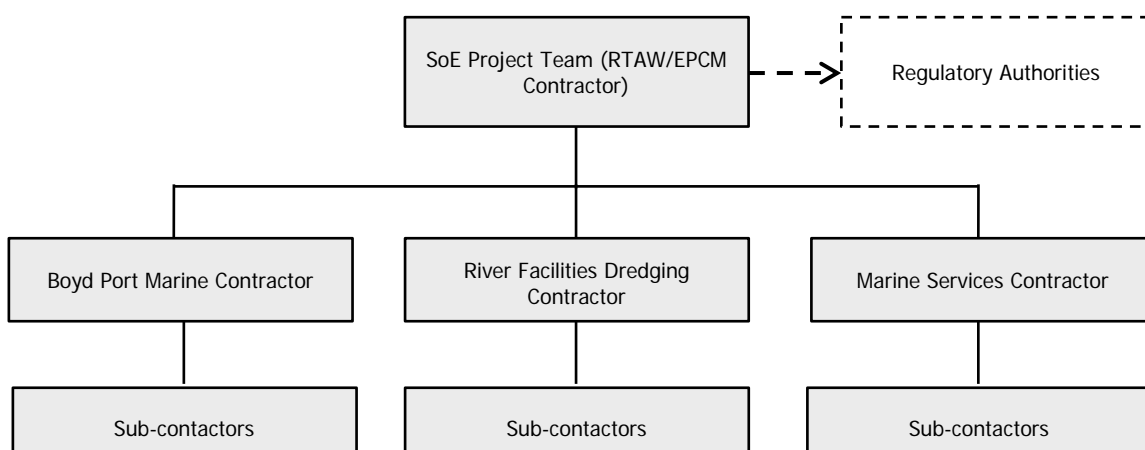 SoE Project Team (RTAW/EPCM
Contractor)
Regulatory Authorities
Boyd Port Marine Contractor
River Facilities Dredging
Contractor
Marine Services Contractor
Sub-contactors
Sub-contactors
Sub-contactors